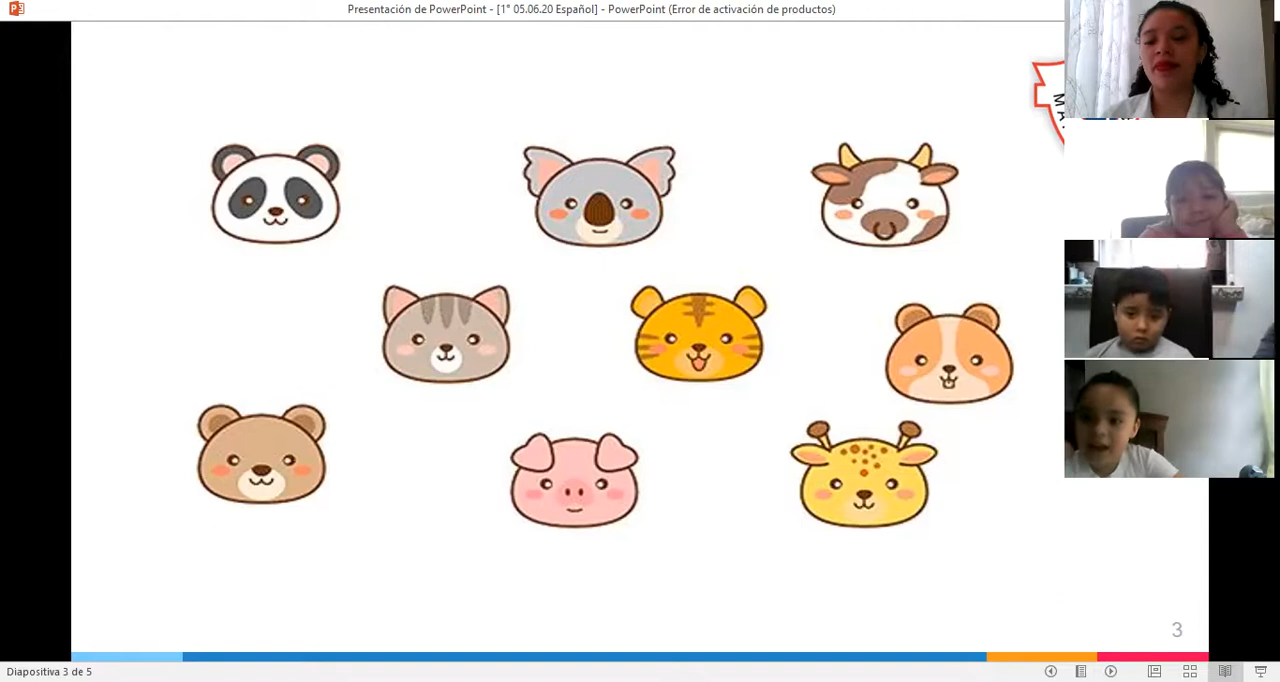 Presentación de PowerPoint - [1° 05.06.20 Español] - PowerPoint (Error de activación de productos)
3
Diapositiva 3 de 5